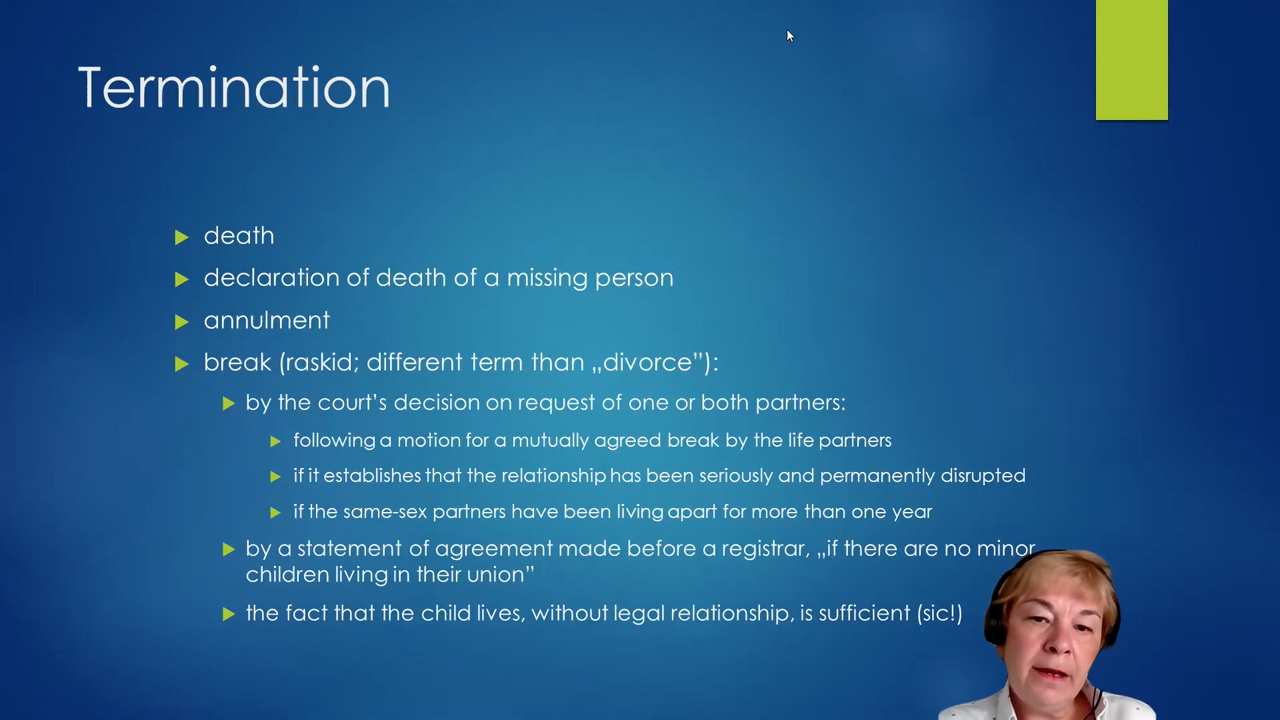 Termination
death
declaration of death of a missing person
annulment
break (raskid; different term than „divorce”):
by the court’s decision on request of one or both partners:
following a motion for a mutually agreed break by the life partners
if it establishes that the relationship has been seriously and permanently disrupted
if the same-sex partners have been living apart for more than one year
by a statement of agreement made before a registrar, „if there are no minor
children living in their union”
the fact that the child lives, without legal relationship, is sufficient (sic!)